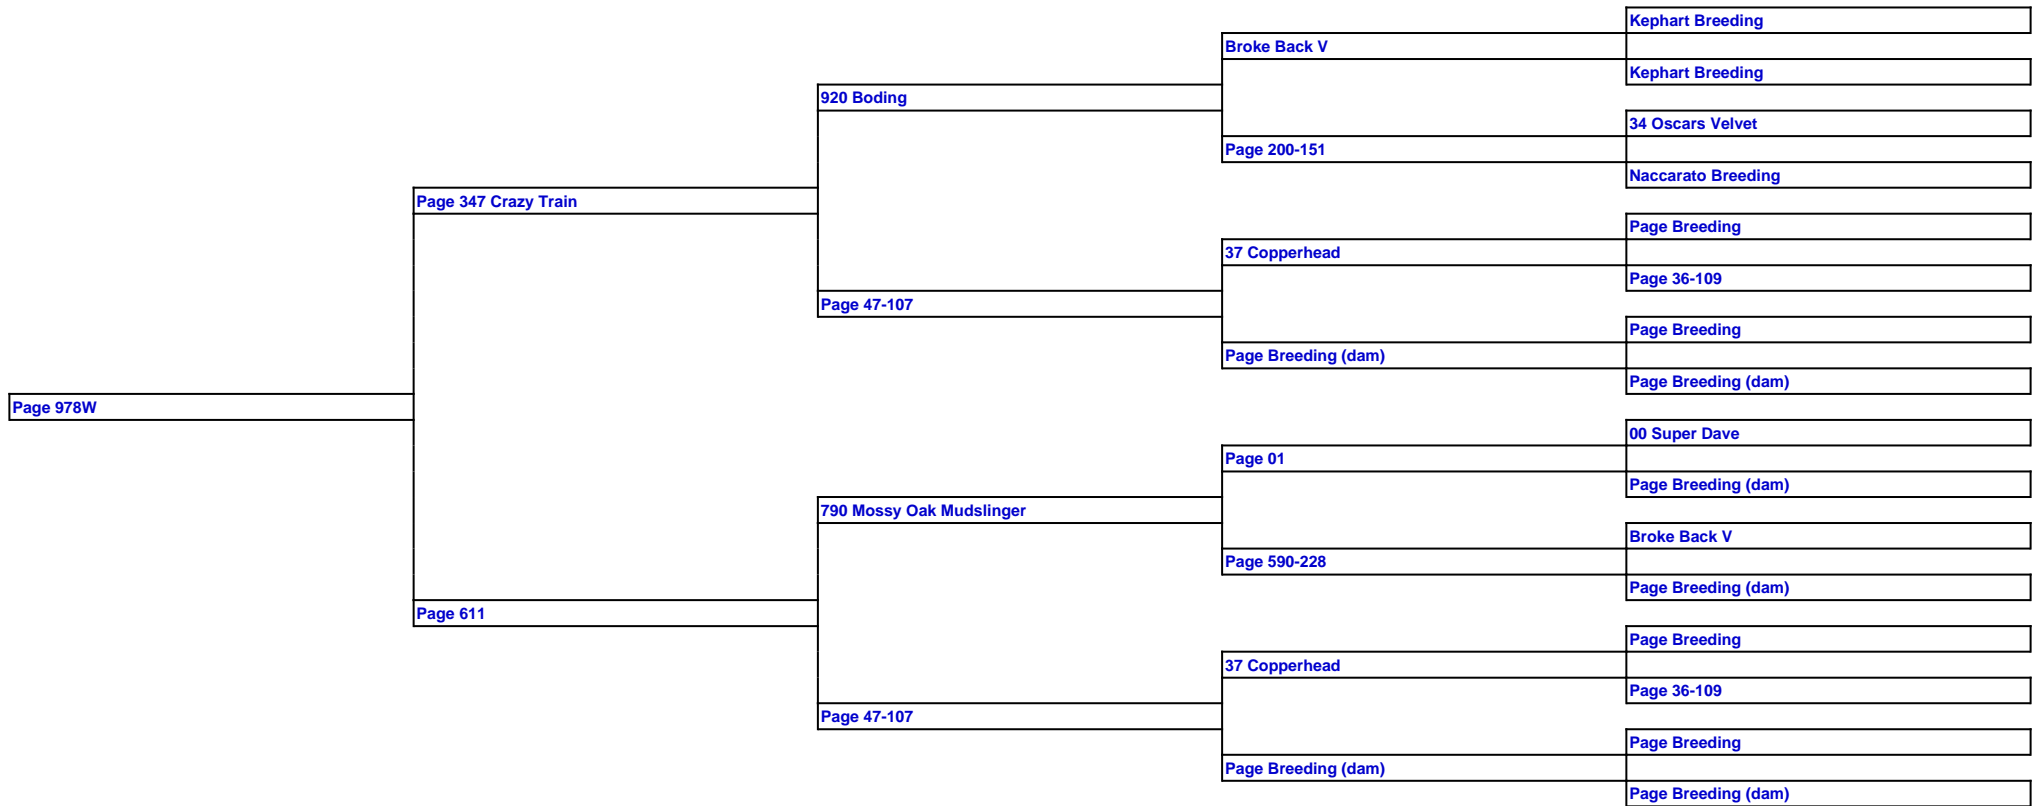 Kephart Breeding
Broke Back V
Kephart Breeding
920 Boding
34 Oscars Velvet
Page 200-151
Naccarato Breeding
Page 347 Crazy Train
Page Breeding
37 Copperhead
Page 36-109
Page 47-107
Page Breeding
Page Breeding (dam)
Page Breeding (dam)
Page 978W
00 Super Dave
Page 01
Page Breeding (dam)
790 Mossy Oak Mudslinger
Broke Back V
Page 590-228
Page Breeding (dam)
Page 611
Page Breeding
37 Copperhead
Page 36-109
Page 47-107
Page Breeding
Page Breeding (dam)
Page Breeding (dam)